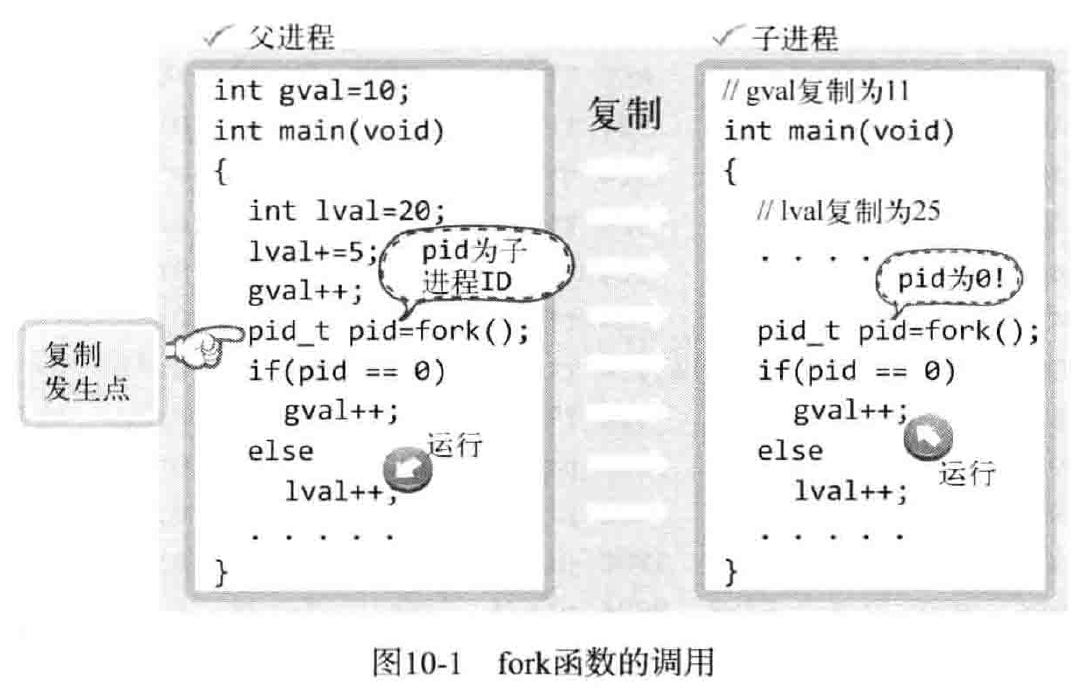 ✓ 父进程
int gval=10;
int main(void)
{
int lval=20;
lval+=5;
gval++;
pid为子
进程ID
pid_t pid=fork();
if(pid == 0)
gval++;
else
lval++;
运行
. . . . .
}
复制
发生点
复制
✓ 子进程
// gval复制为11
int main(void)
{
// lval复制为25
. . . .
pid为0!
pid_t pid=fork();
if(pid == 0)
gval++;
运行
else
lval++;
. . . . .
}
图10-1 fork函数的调用